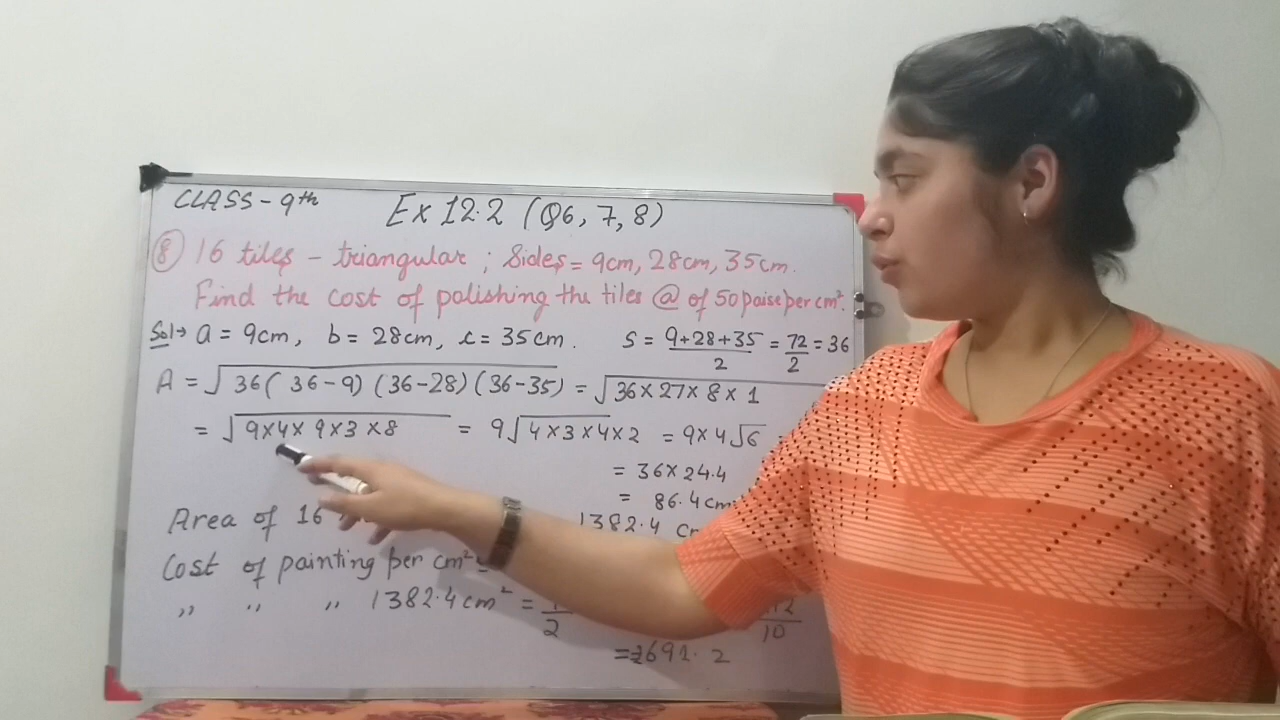 CLASS - 9th
Ex 12.2 (Q6, 7, 8)
⑧ 16 tiles - triangular ; Sides = 9cm, 28cm, 35cm.
Find the cost of polishing the tiles @ of 50 paise per cm².
Sol→ a = 9cm, b = 28cm, c = 35cm. S = 9+28+35/2 = 72/2 = 36
A = √36(36-9)(36-28)(36-35) = √36×27×8×1
= √9×4×9×3×8 = 9√4×3×4×2 = 9×4√6 =
= 36×24.4
= 86.4 cm
Area of 16 1382.4 cm
Cost of painting per cm² =
,, ,, ,, 1382.4 cm² =
2 10
= 691.2